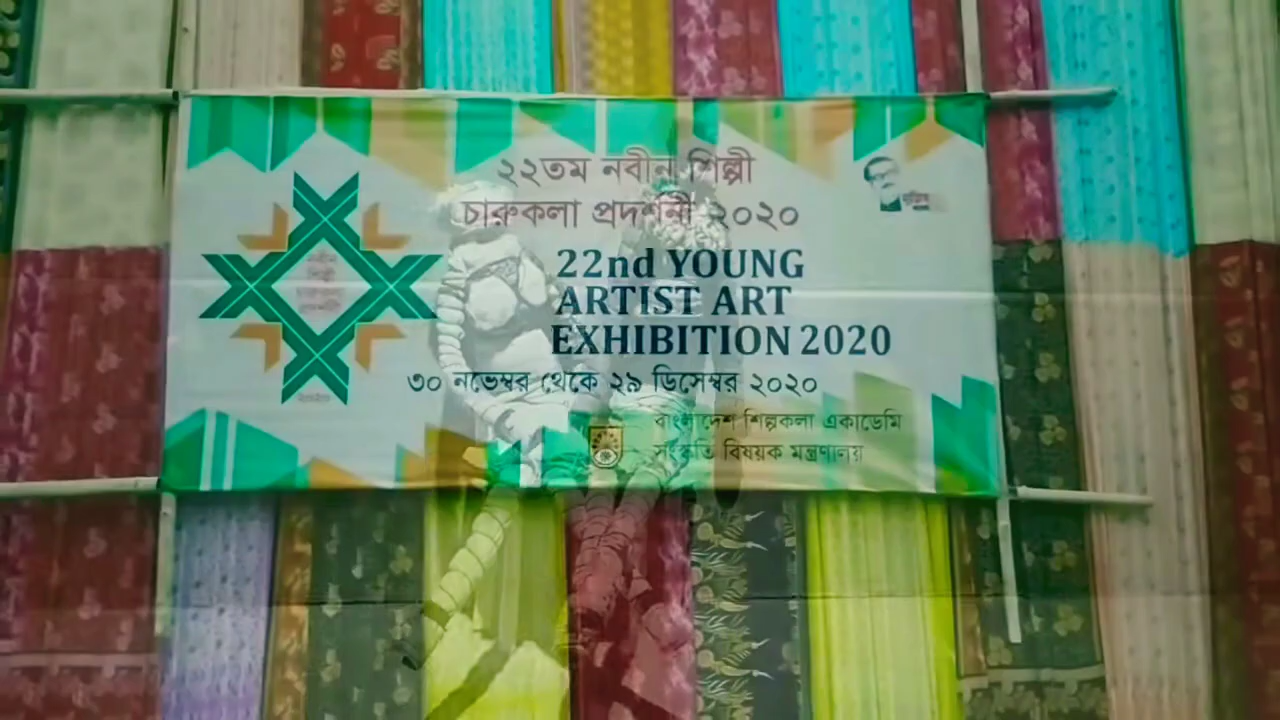 ২২তম নবীন শিল্পী
চারুকলা প্রদর্শনী ২০২০
22nd YOUNG
ARTIST ART
EXHIBITION 2020
৩০ নভেম্বর থেকে ২৯ ডিসেম্বর ২০২০
বাংলাদেশ শিল্পকলা একাডেমি
সংস্কৃতি বিষয়ক মন্ত্রণালয়